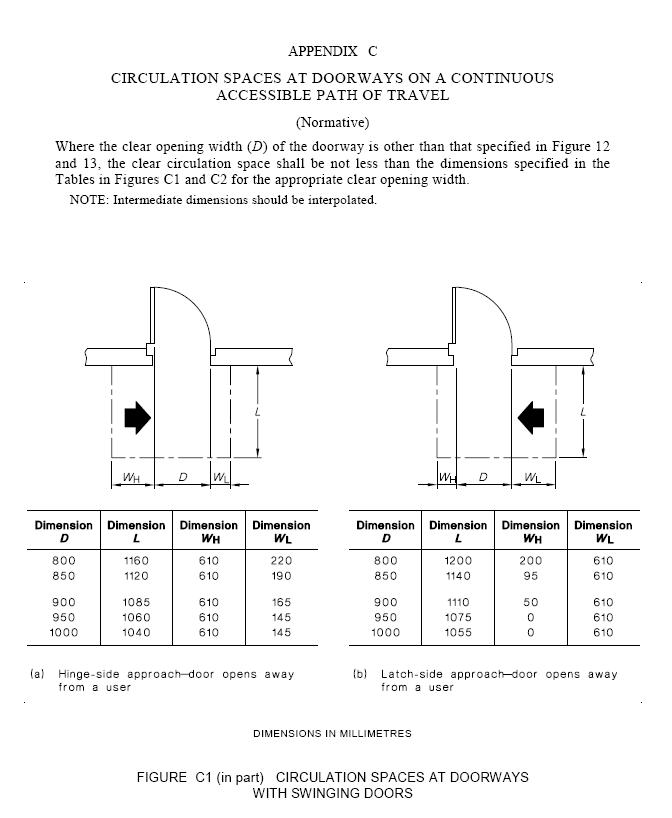 APPENDIX C
CIRCULATION SPACES AT DOORWAYS ON A CONTINUOUS
ACCESSIBLE PATH OF TRAVEL
(Normative)
Where the clear opening width (D) of the doorway is other than that specified in Figure 12
and 13, the clear circulation space shall be not less than the dimensions specified in the
Tables in Figures C1 and C2 for the appropriate clear opening width.
NOTE: Intermediate dimensions should be interpolated.
L
WH D WL
L
WH D WL
Dimension Dimension Dimension Dimension
D L WH WL
800 1160 610 220
850 1120 610 190
900 1085 610 165
950 1060 610 145
1000 1040 610 145
(a) Hinge-side approach—door opens away
from a user
Dimension Dimension Dimension Dimension
D L WH WL
800 1200 200 610
850 1140 95 610
900 1110 50 610
950 1075 0 610
1000 1055 0 610
(b) Latch-side approach—door opens away
from a user
DIMENSIONS IN MILLIMETRES
FIGURE C1 (in part) CIRCULATION SPACES AT DOORWAYS
WITH SWINGING DOORS